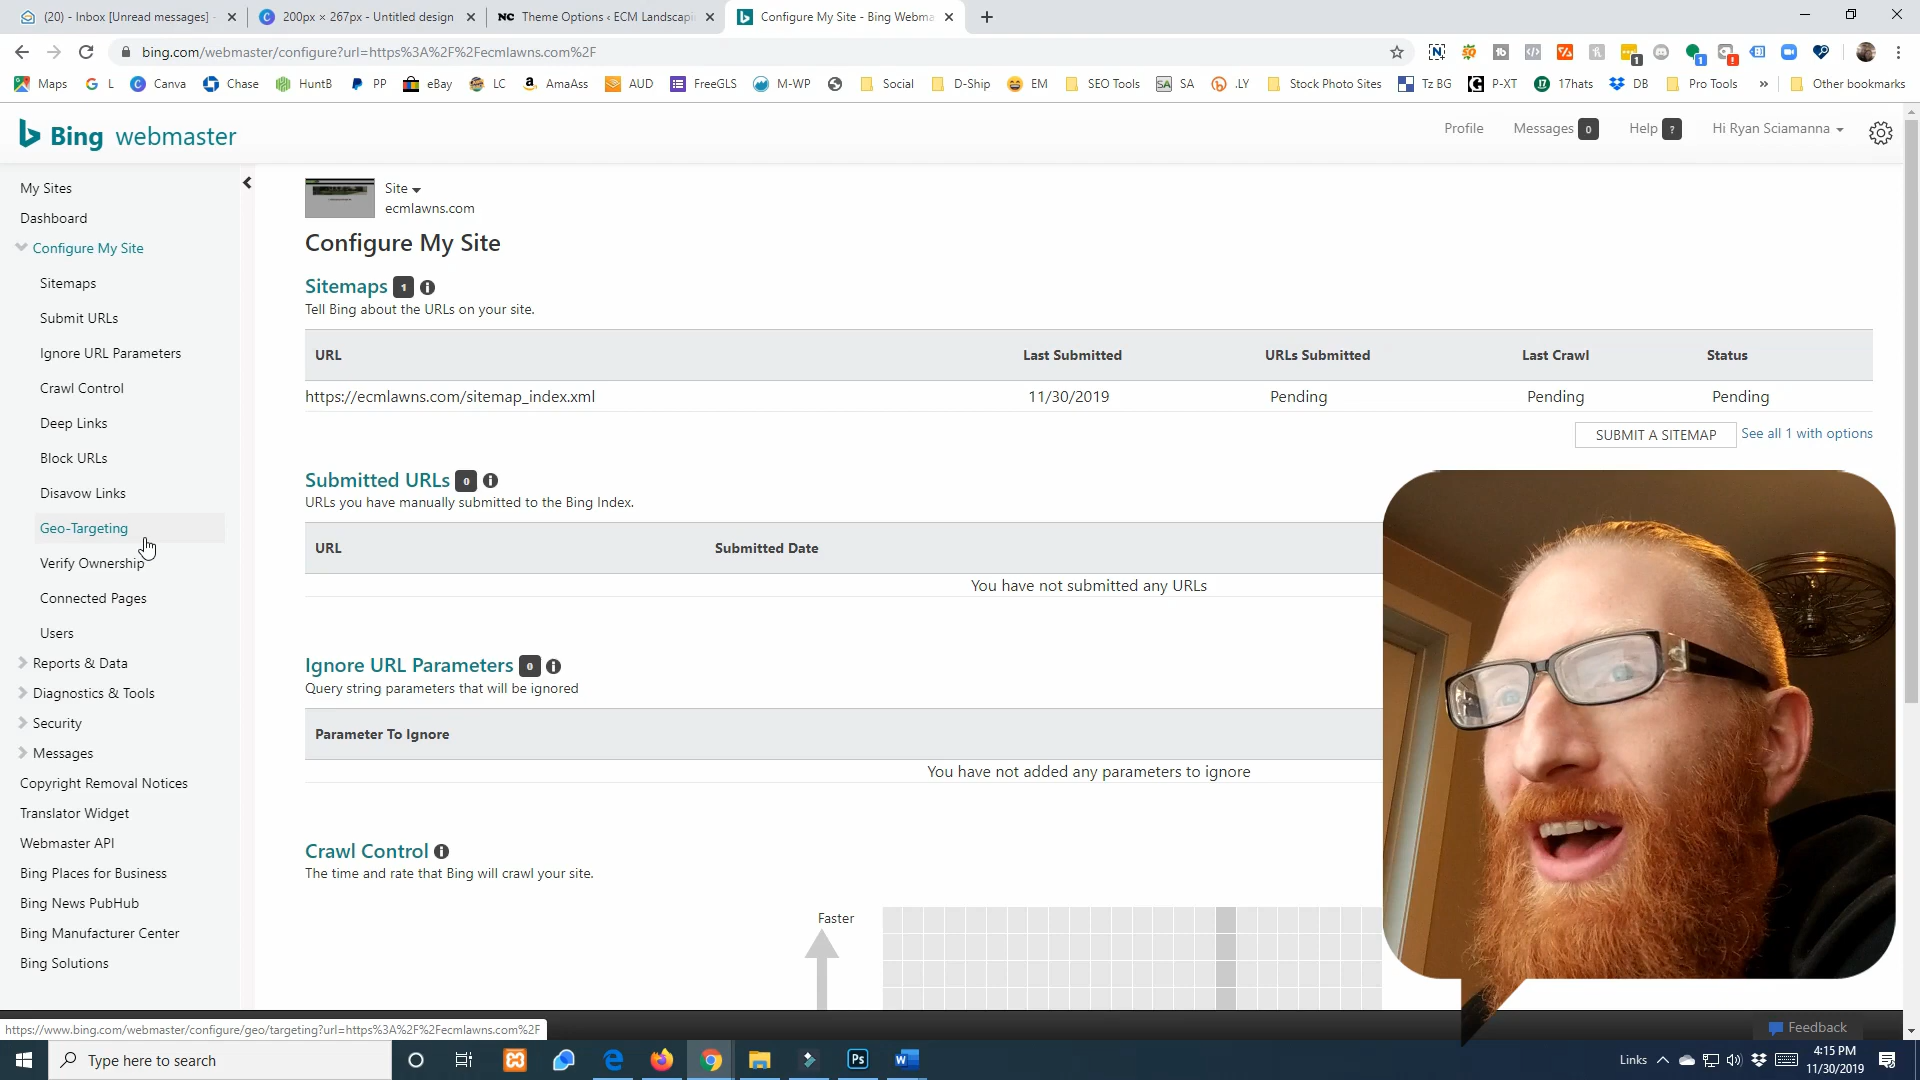 (20) - Inbox [Unread messages] -
200px × 267px - Untitled design
NC Theme Options ‹ ECM Landscapi
Configure My Site - Bing Webma
bing.com/webmaster/configure?url=https%3A%2F%2Fecmlawns.com%2F
Maps
L
Canva
Chase
HuntB
PP
eBay
LC
AmaAss
AUD
FreeGLS
M-WP
Social
D-Ship
EM
SEO Tools
SA SA
.LY
Stock Photo Sites
Tz BG
P-XT
17hats
DB
Pro Tools
»
Other bookmarks
Bing webmaster
Profile
Messages 0
Help ?
Hi Ryan Sciamanna
My Sites
Dashboard
Configure My Site
Sitemaps
Submit URLs
Ignore URL Parameters
Crawl Control
Deep Links
Block URLs
Disavow Links
Geo-Targeting
Verify Ownership
Connected Pages
Users
Reports & Data
Diagnostics & Tools
Security
Messages
Copyright Removal Notices
Translator Widget
Webmaster API
Bing Places for Business
Bing News PubHub
Bing Manufacturer Center
Bing Solutions
Site
ecmlawns.com
Configure My Site
Sitemaps 1
Tell Bing about the URLs on your site.
URL Last Submitted URLs Submitted Last Crawl Status
https://ecmlawns.com/sitemap_index.xml 11/30/2019 Pending Pending Pending
SUBMIT A SITEMAP See all 1 with options
Submitted URLs 0
URLs you have manually submitted to the Bing Index.
URL Submitted Date
You have not submitted any URLs
Ignore URL Parameters 0
Query string parameters that will be ignored
Parameter To Ignore
You have not added any parameters to ignore
Crawl Control
The time and rate that Bing will crawl your site.
Faster
https://www.bing.com/webmaster/configure/geo/targeting?url=https%3A%2F%2Fecmlawns.com%2F
Feedback
Type here to search
Ps
Links
4:15 PM
11/30/2019